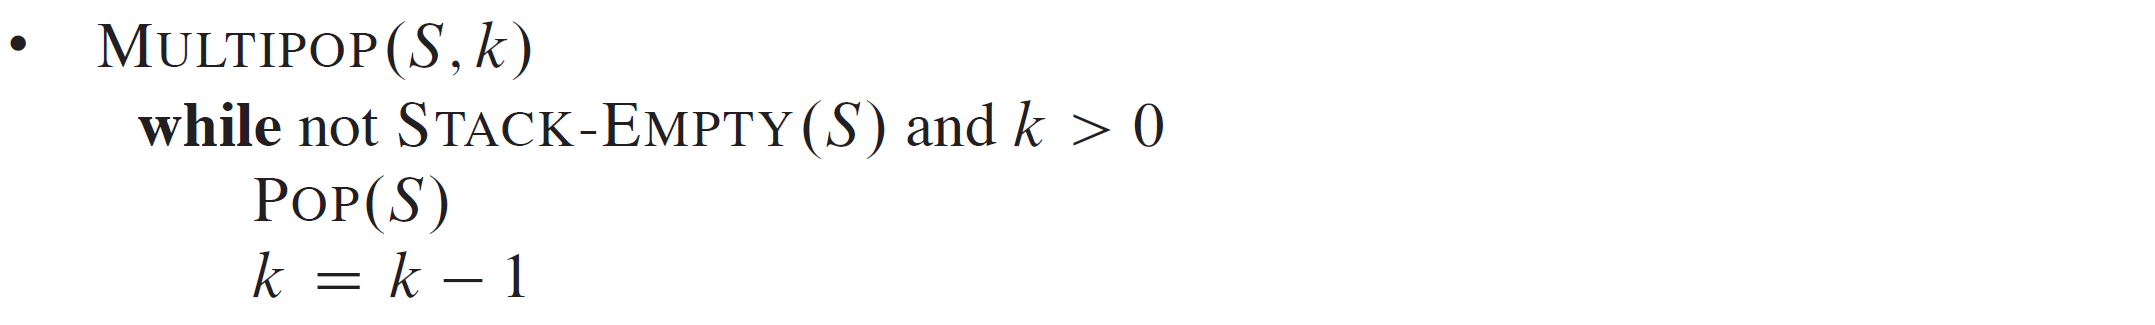 • MULTIPOP(S, k)
while not STACK-EMPTY(S) and k > 0
POP(S)
k = k − 1